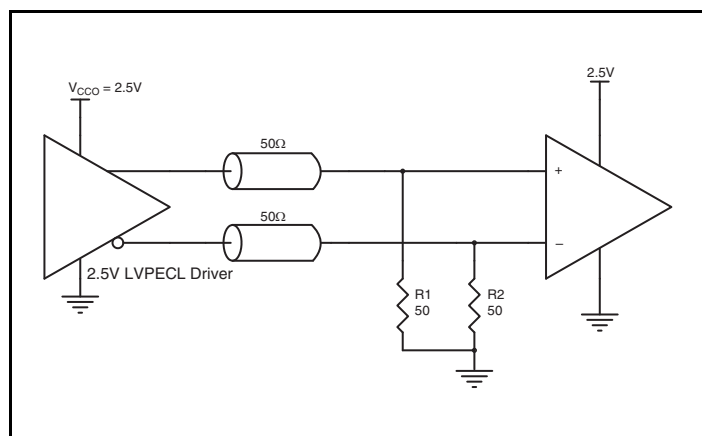 V_CCO = 2.5V
2.5V
50Ω
+
50Ω
−
2.5V LVPECL Driver
R1
50
R2
50